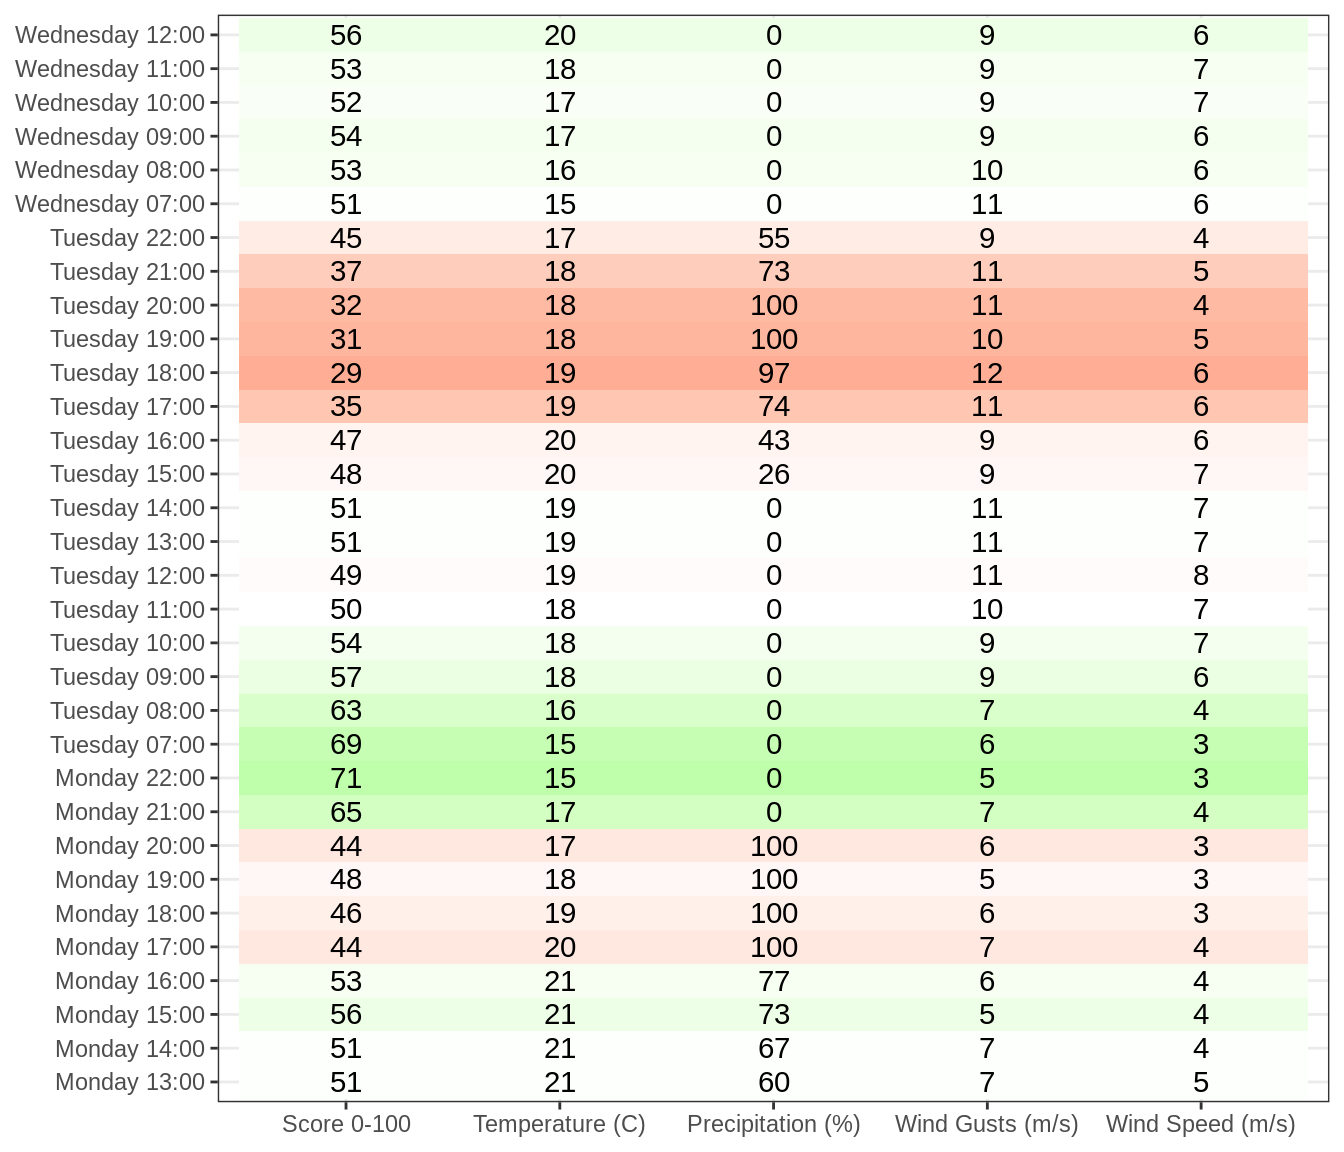 Wednesday 12:00 56 20 0 9 6
Wednesday 11:00 53 18 0 9 7
Wednesday 10:00 52 17 0 9 7
Wednesday 09:00 54 17 0 9 6
Wednesday 08:00 53 16 0 10 6
Wednesday 07:00 51 15 0 11 6
Tuesday 22:00 45 17 55 9 4
Tuesday 21:00 37 18 73 11 5
Tuesday 20:00 32 18 100 11 4
Tuesday 19:00 31 18 100 10 5
Tuesday 18:00 29 19 97 12 6
Tuesday 17:00 35 19 74 11 6
Tuesday 16:00 47 20 43 9 6
Tuesday 15:00 48 20 26 9 7
Tuesday 14:00 51 19 0 11 7
Tuesday 13:00 51 19 0 11 7
Tuesday 12:00 49 19 0 11 8
Tuesday 11:00 50 18 0 10 7
Tuesday 10:00 54 18 0 9 7
Tuesday 09:00 57 18 0 9 6
Tuesday 08:00 63 16 0 7 4
Tuesday 07:00 69 15 0 6 3
Monday 22:00 71 15 0 5 3
Monday 21:00 65 17 0 7 4
Monday 20:00 44 17 100 6 3
Monday 19:00 48 18 100 5 3
Monday 18:00 46 19 100 6 3
Monday 17:00 44 20 100 7 4
Monday 16:00 53 21 77 6 4
Monday 15:00 56 21 73 5 4
Monday 14:00 51 21 67 7 4
Monday 13:00 51 21 60 7 5
Score 0-100 Temperature (C) Precipitation (%) Wind Gusts (m/s) Wind Speed (m/s)